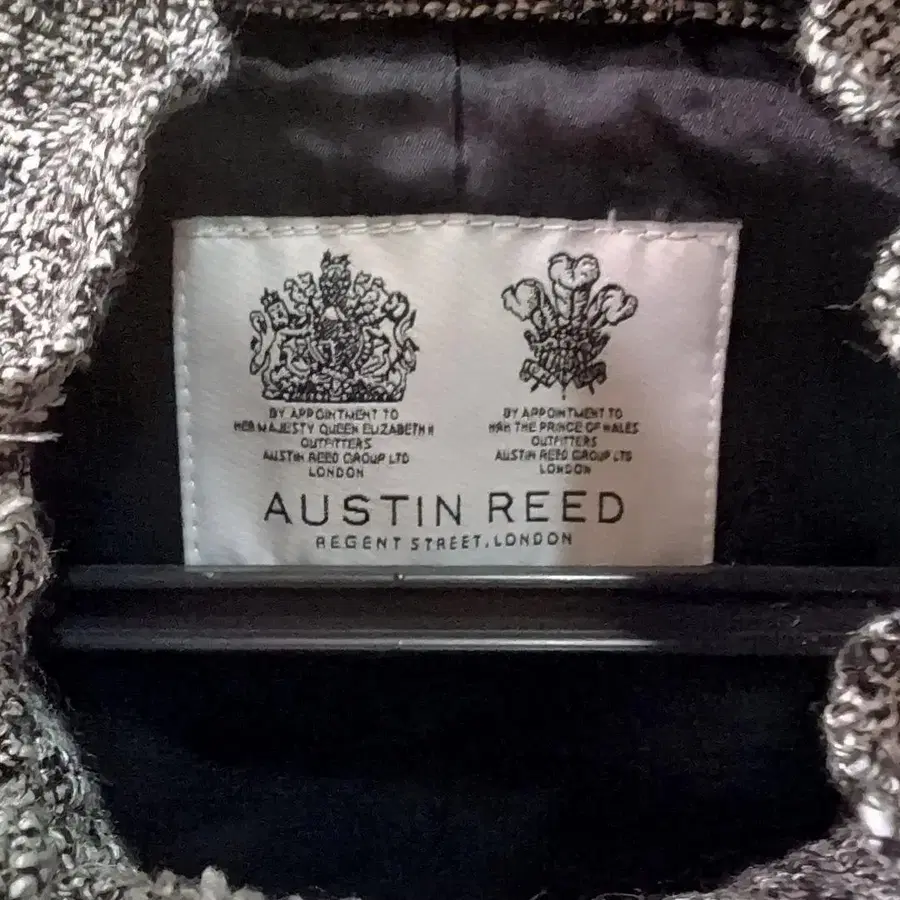 BY APPOINTMENT TO
HER MAJESTY QUEEN ELIZABETH II
OUTFITTERS
AUSTIN REED GROUP LTD
LONDON
BY APPOINTMENT TO
HRH THE PRINCE OF WALES
OUTFITTERS
AUSTIN REED GROUP LTD
LONDON
AUSTIN REED
REGENT STREET, LONDON